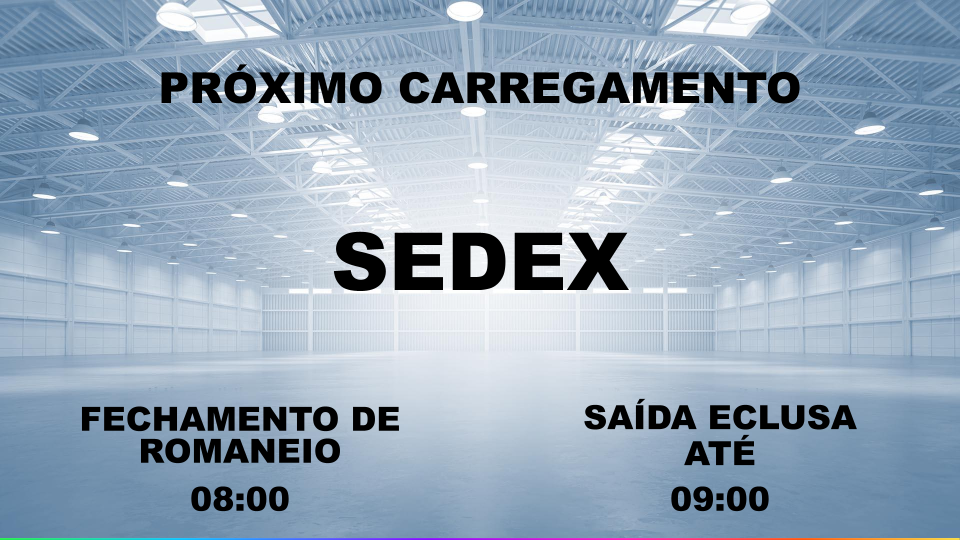 PRÓXIMO CARREGAMENTO
SEDEX
FECHAMENTO DE
ROMANEIO
08:00
SAÍDA ECLUSA
ATÉ
09:00